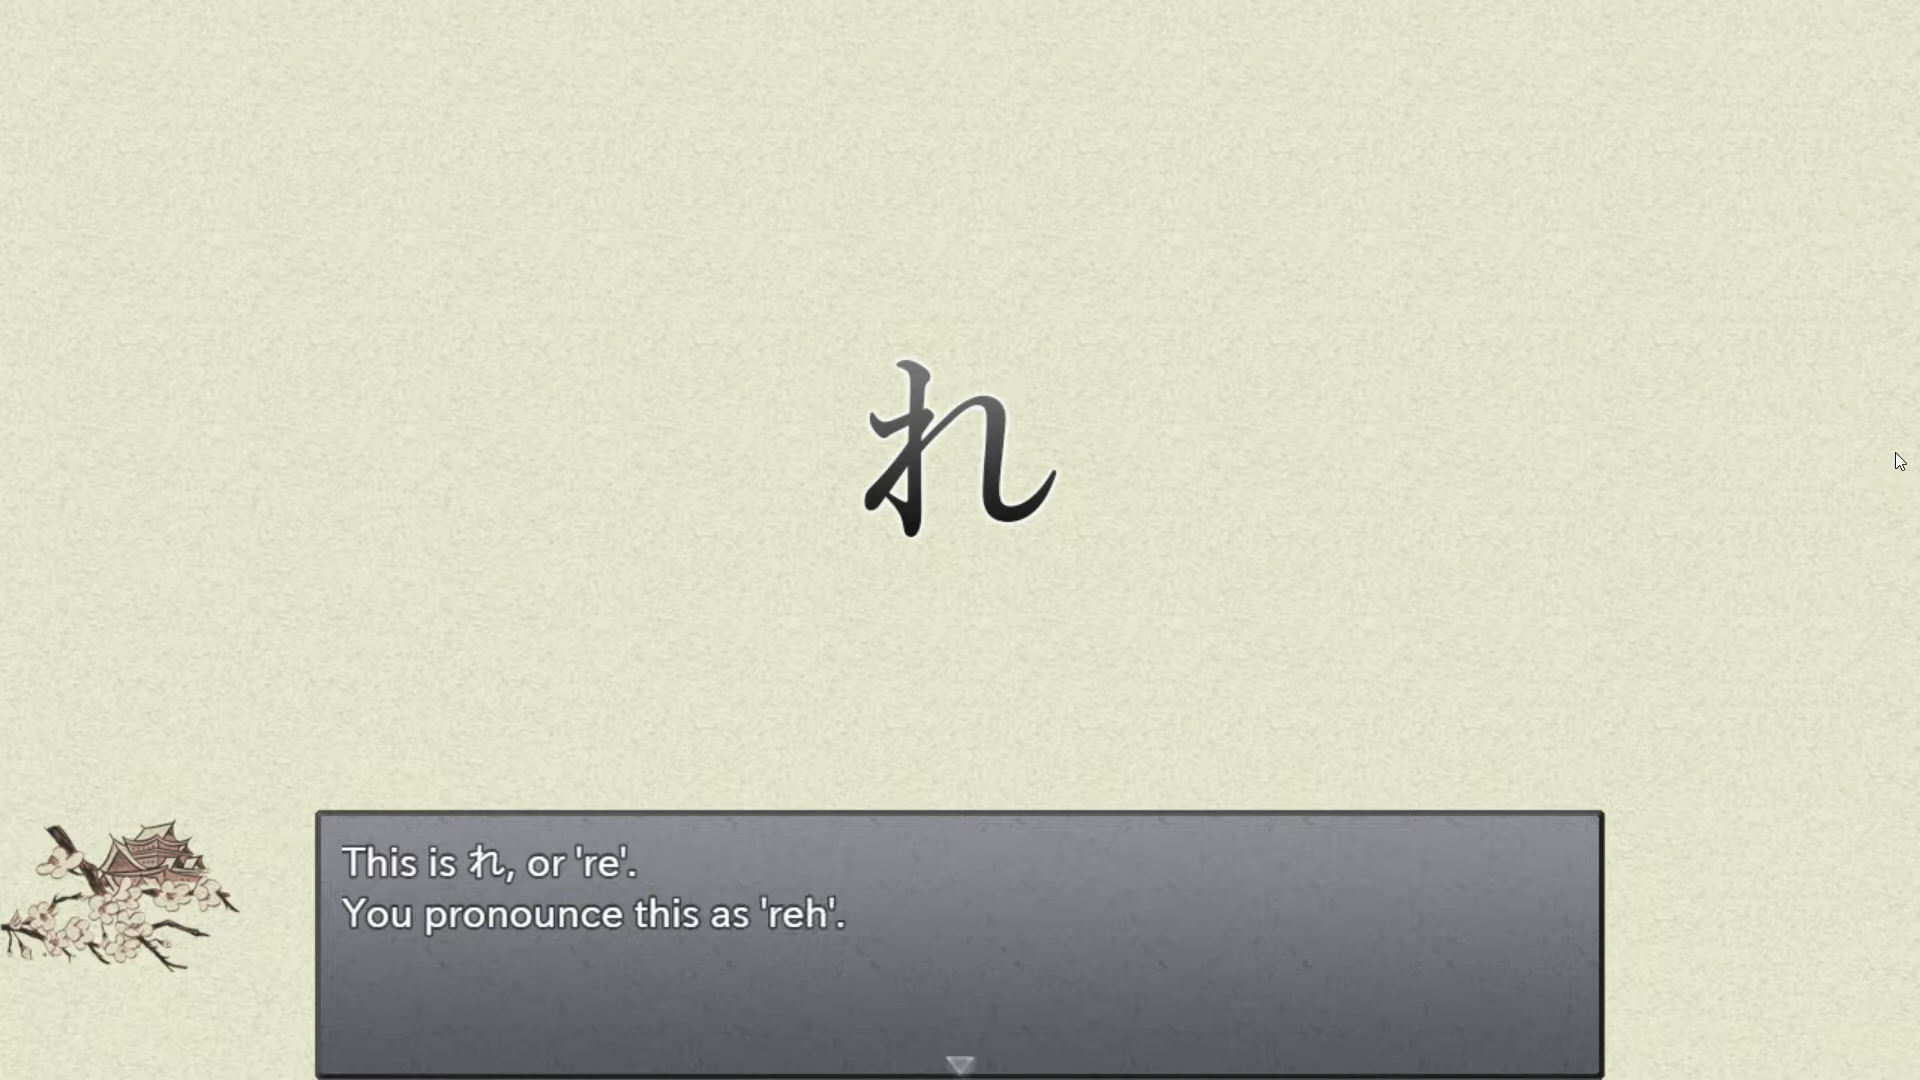 れ
This is れ, or 're'.
You pronounce this as 'reh'.